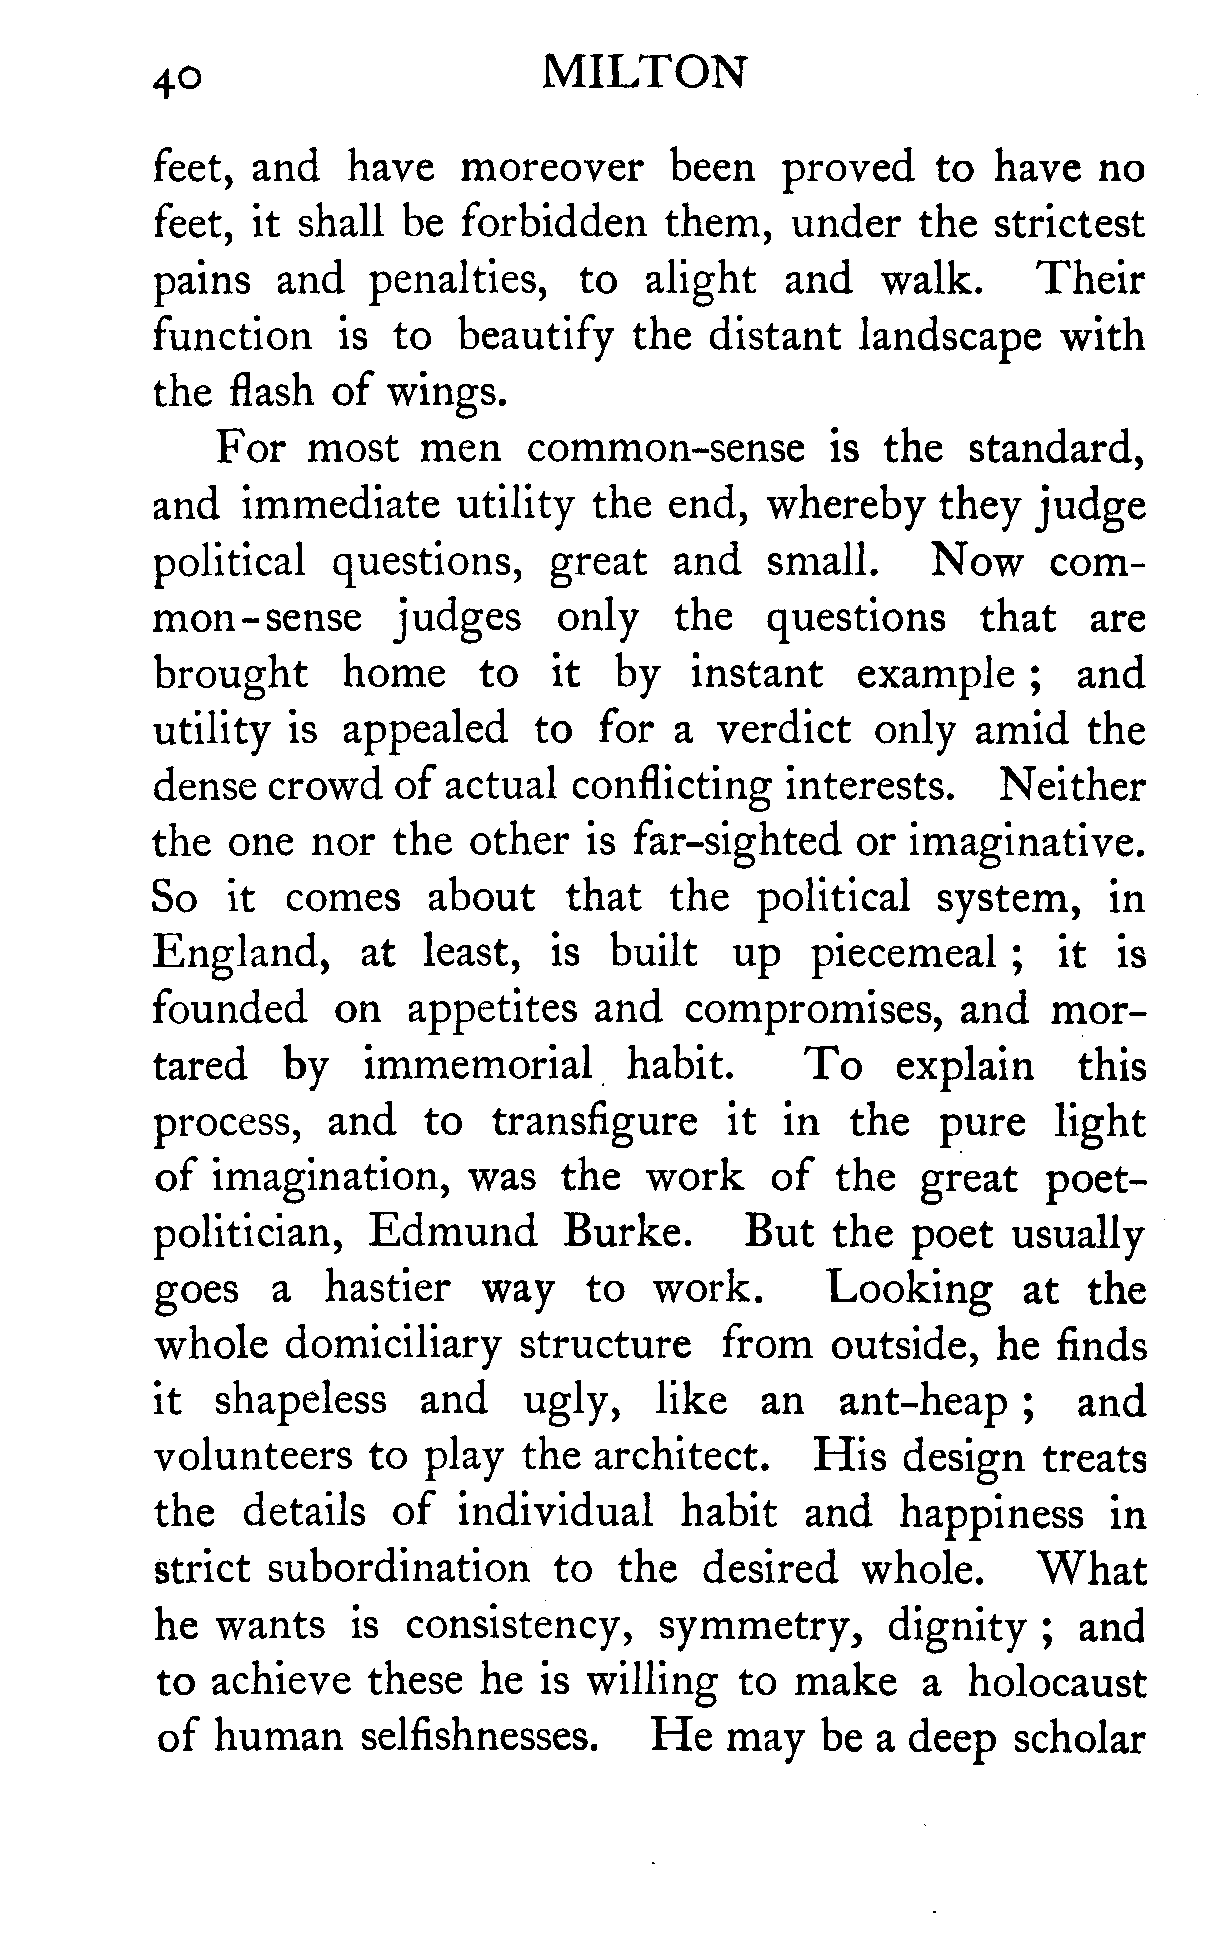 40 MILTON
feet, and have moreover been proved to have no
feet, it shall be forbidden them, under the strictest
pains and penalties, to alight and walk. Their
function is to beautify the distant landscape with
the flash of wings.
For most men common-sense is the standard,
and immediate utility the end, whereby they judge
political questions, great and small. Now com-
mon-sense judges only the questions that are
brought home to it by instant example ; and
utility is appealed to for a verdict only amid the
dense crowd of actual conflicting interests. Neither
the one nor the other is far-sighted or imaginative.
So it comes about that the political system, in
England, at least, is built up piecemeal ; it is
founded on appetites and compromises, and mor-
tared by immemorial habit. To explain this
process, and to transfigure it in the pure light
of imagination, was the work of the great poet-
politician, Edmund Burke. But the poet usually
goes a hastier way to work. Looking at the
whole domiciliary structure from outside, he finds
it shapeless and ugly, like an ant-heap ; and
volunteers to play the architect. His design treats
the details of individual habit and happiness in
strict subordination to the desired whole. What
he wants is consistency, symmetry, dignity ; and
to achieve these he is willing to make a holocaust
of human selfishnesses. He may be a deep scholar